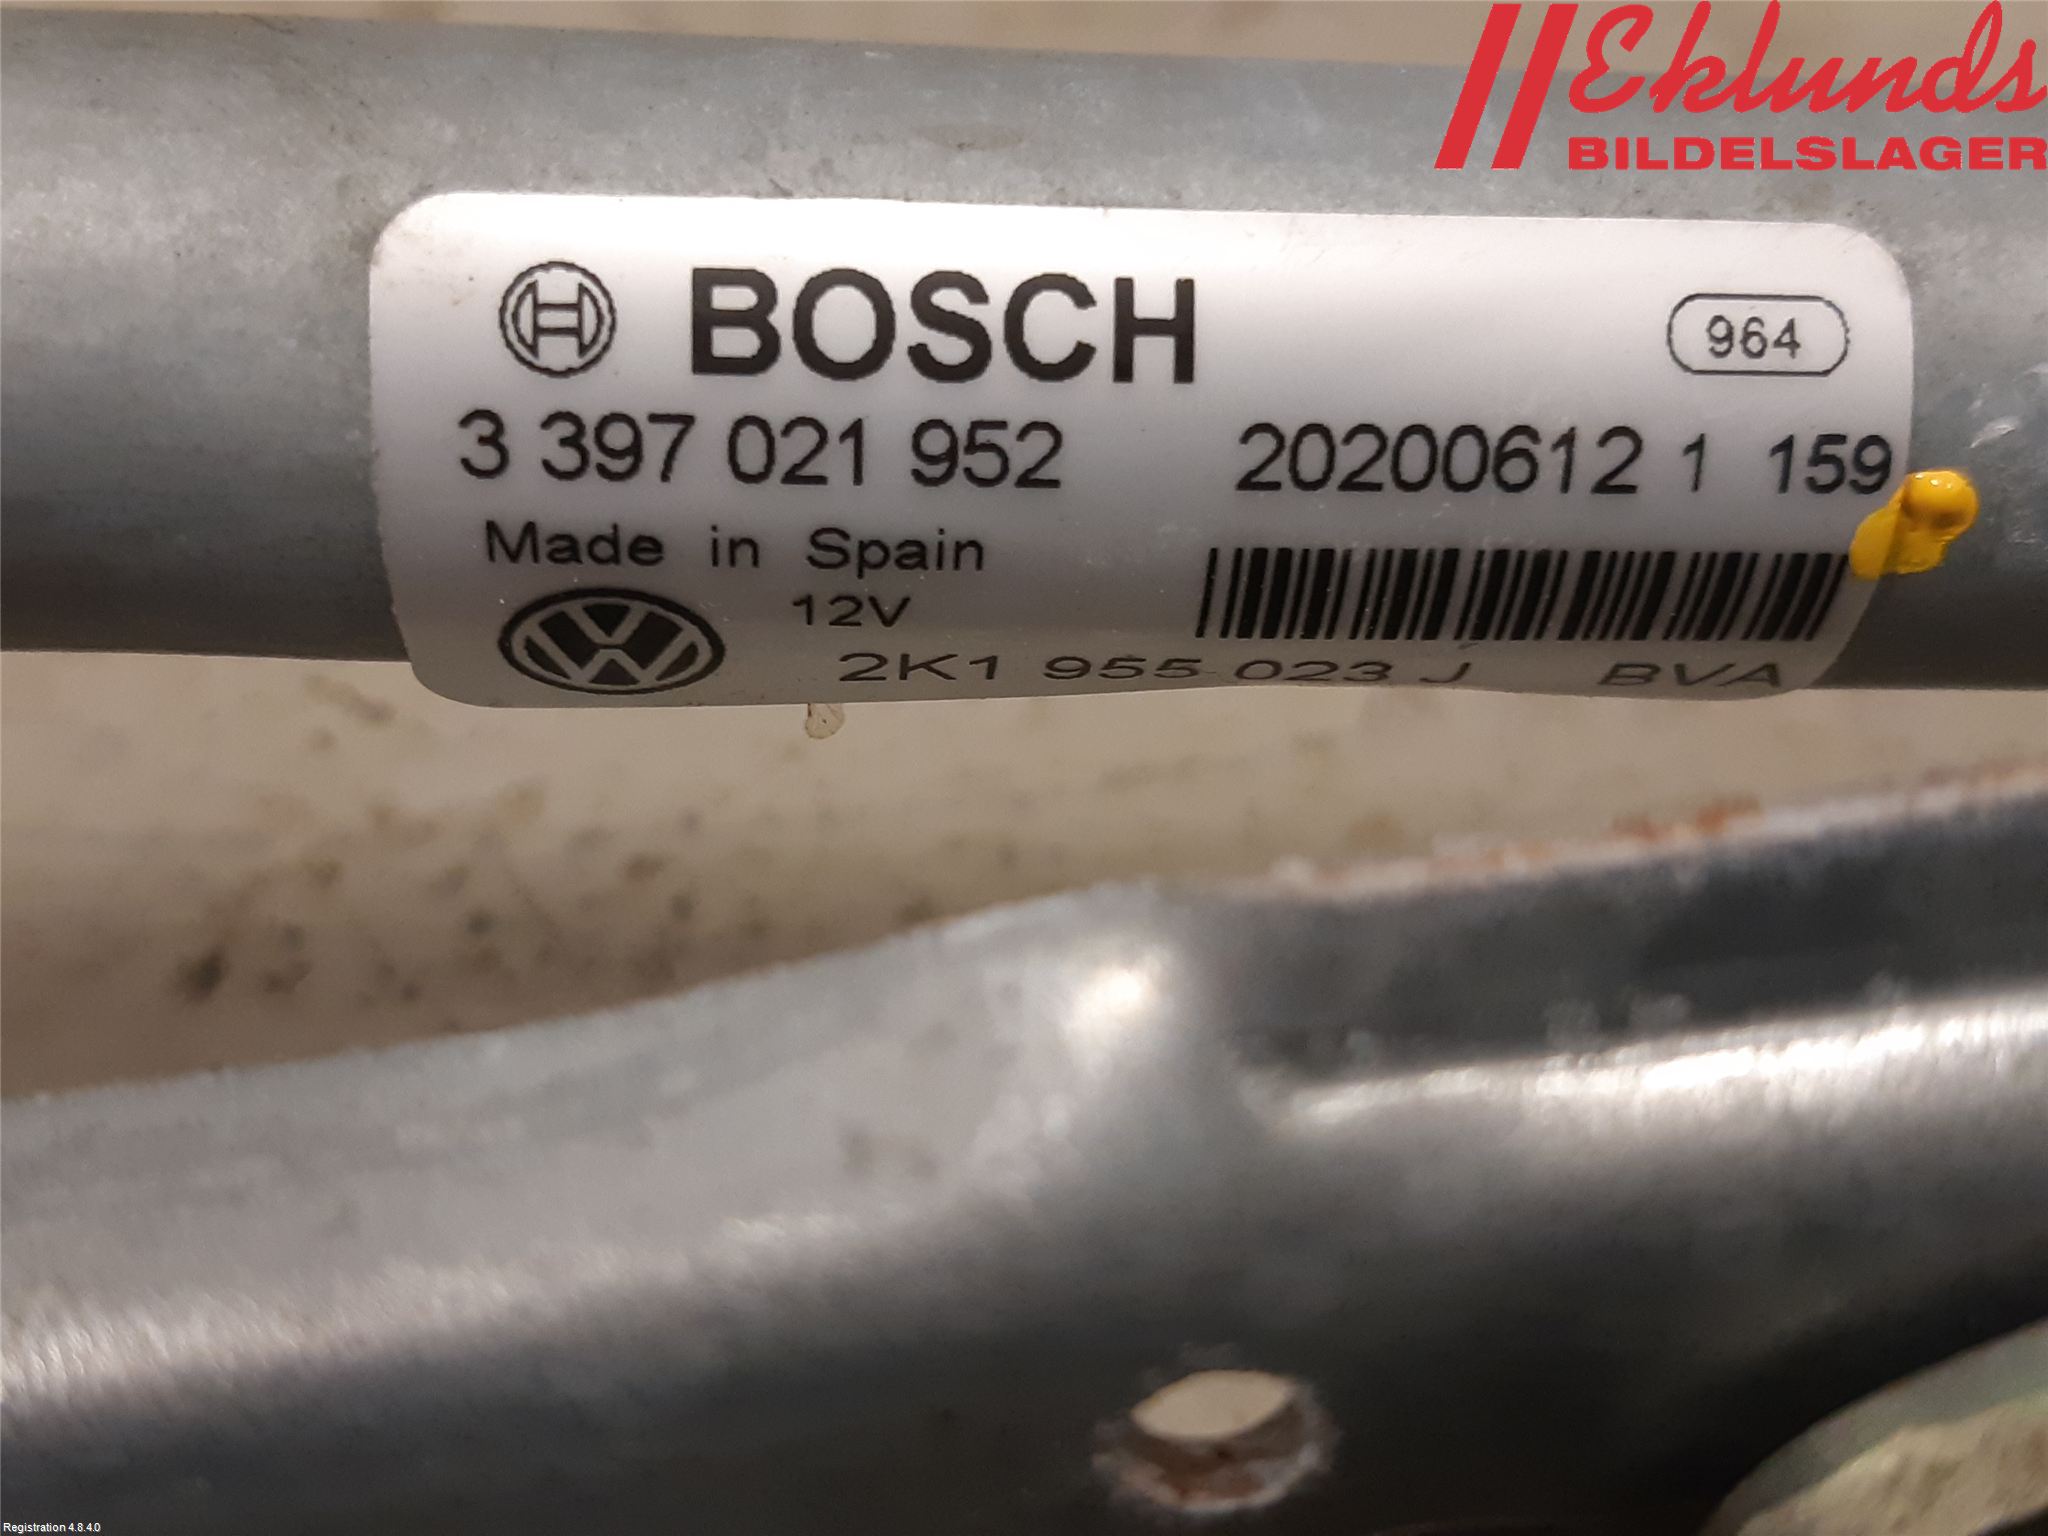 Eklunds
BILDELSLAGER
BOSCH
964
3 397 021 952 20200612 1 159
Made in Spain
12V
2K1 955 023 J BVA
Registration 4.8.4.0